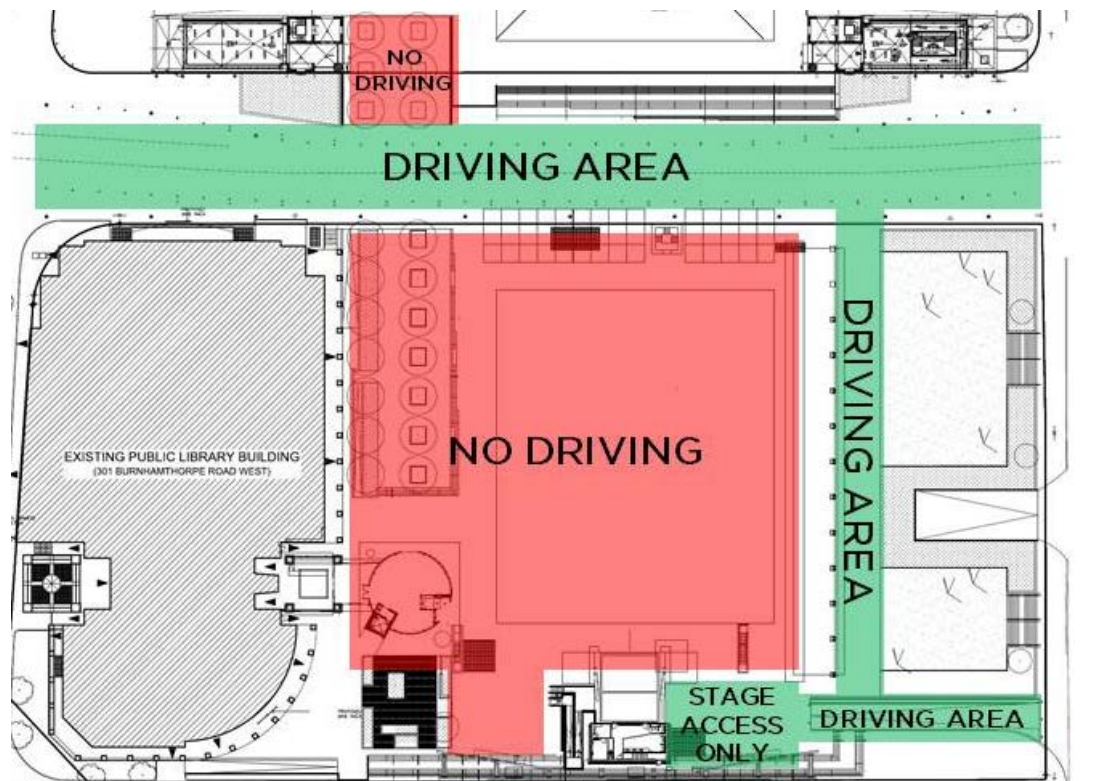 NO
DRIVING
DRIVING AREA
DRIVING AREA
EXISTING PUBLIC LIBRARY BUILDING
(301 BURNHAMTHORPE ROAD WEST)
NO DRIVING
STAGE
ACCESS
ONLY
DRIVING AREA